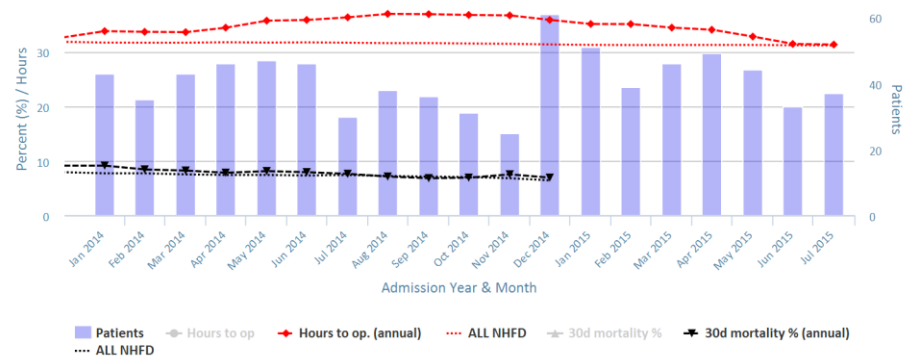 30
20
10
0
Percent (%) / Hours
60
40
20
0
Patients
Jan 2014
Feb 2014
Mar 2014
Apr 2014
May 2014
Jun 2014
Jul 2014
Aug 2014
Sep 2014
Oct 2014
Nov 2014
Dec 2014
Jan 2015
Feb 2015
Mar 2015
Apr 2015
May 2015
Jun 2015
Jul 2015
Admission Year & Month
Patients Hours to op Hours to op. (annual) ALL NHFD 30d mortality % 30d mortality % (annual)
ALL NHFD